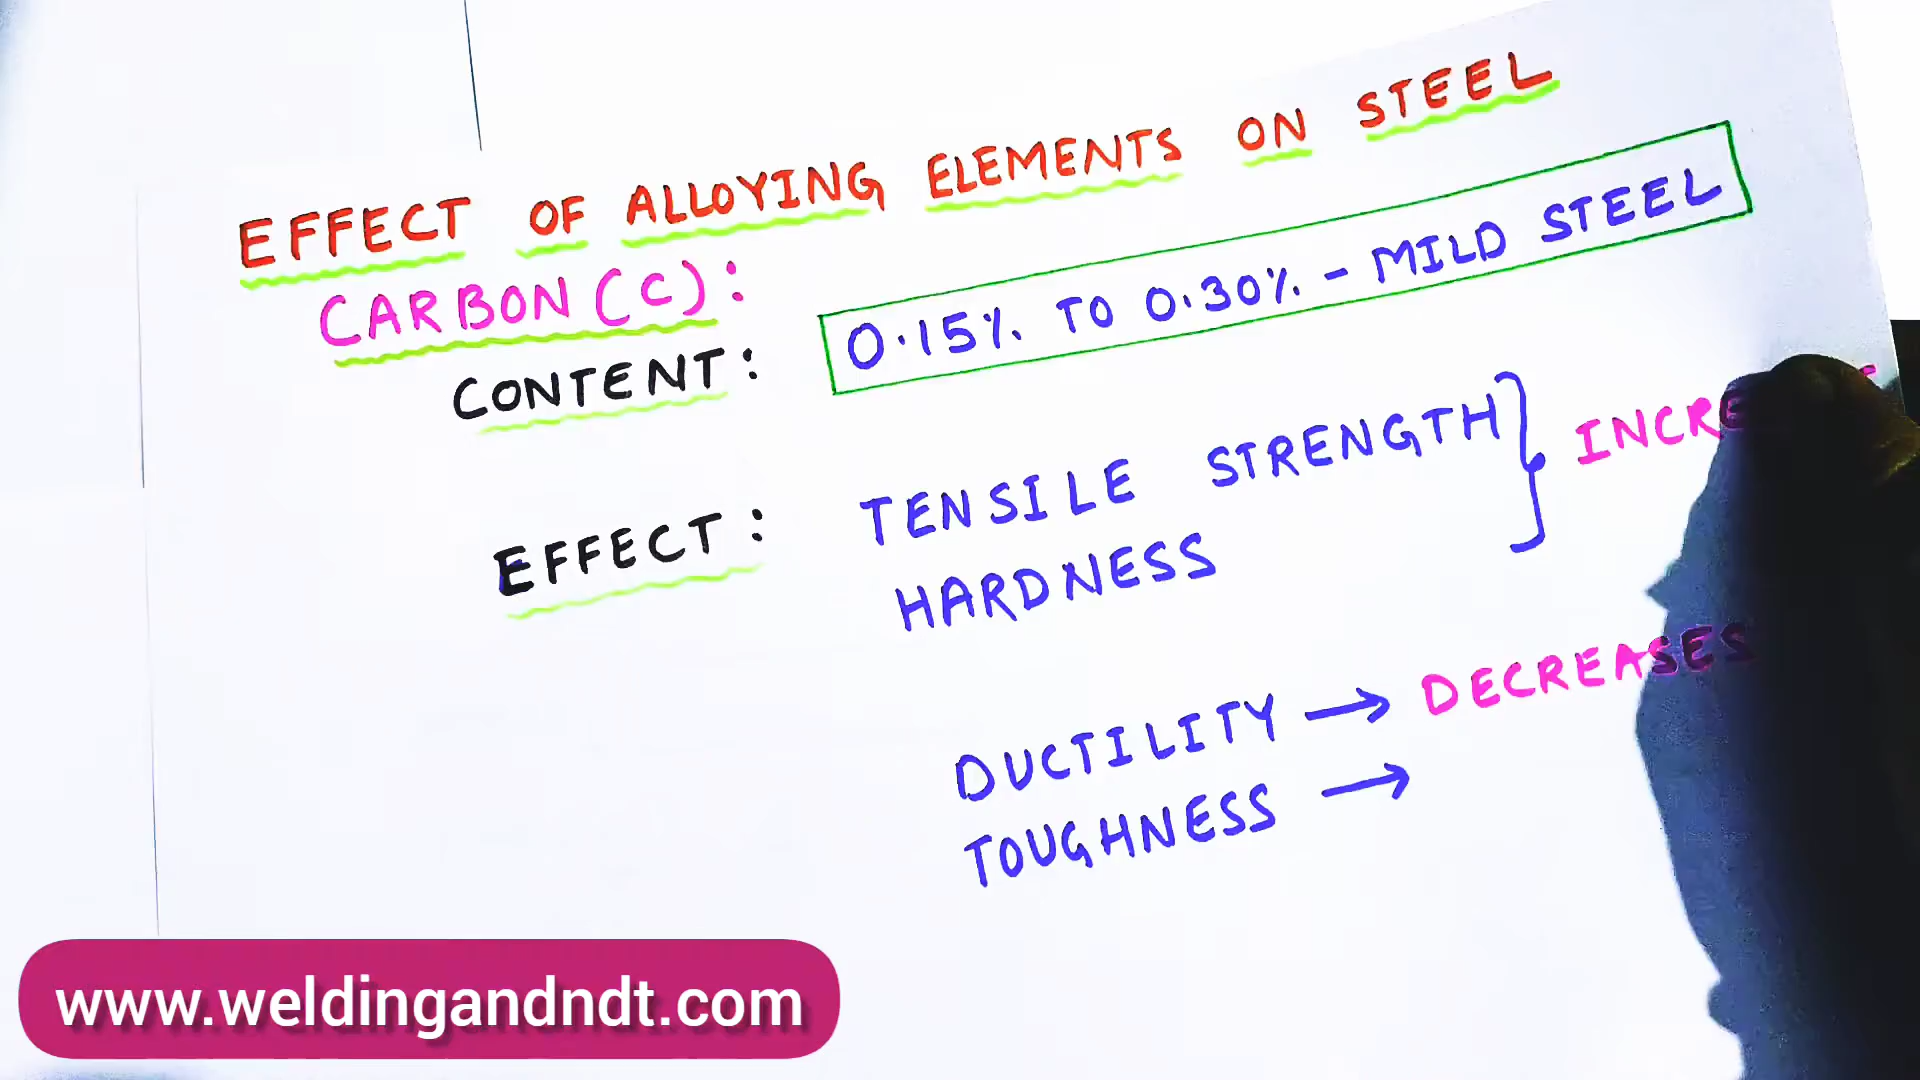 EFFECT OF ALLOYING ELEMENTS ON STEEL
CARBON(C):
CONTENT: 0.15% TO 0.30% - MILD STEEL
EFFECT: TENSILE STRENGTH
HARDNESS
DUCTILITY → DECREASES
TOUGHNESS →
www.weldingandndt.com